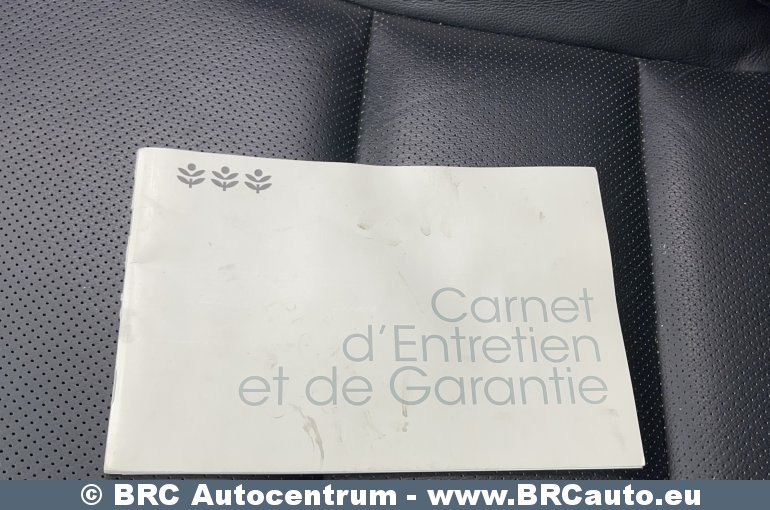 Carnet
d'Entretien
et de Garantie
© BRC Autocentrum - www.BRCauto.eu